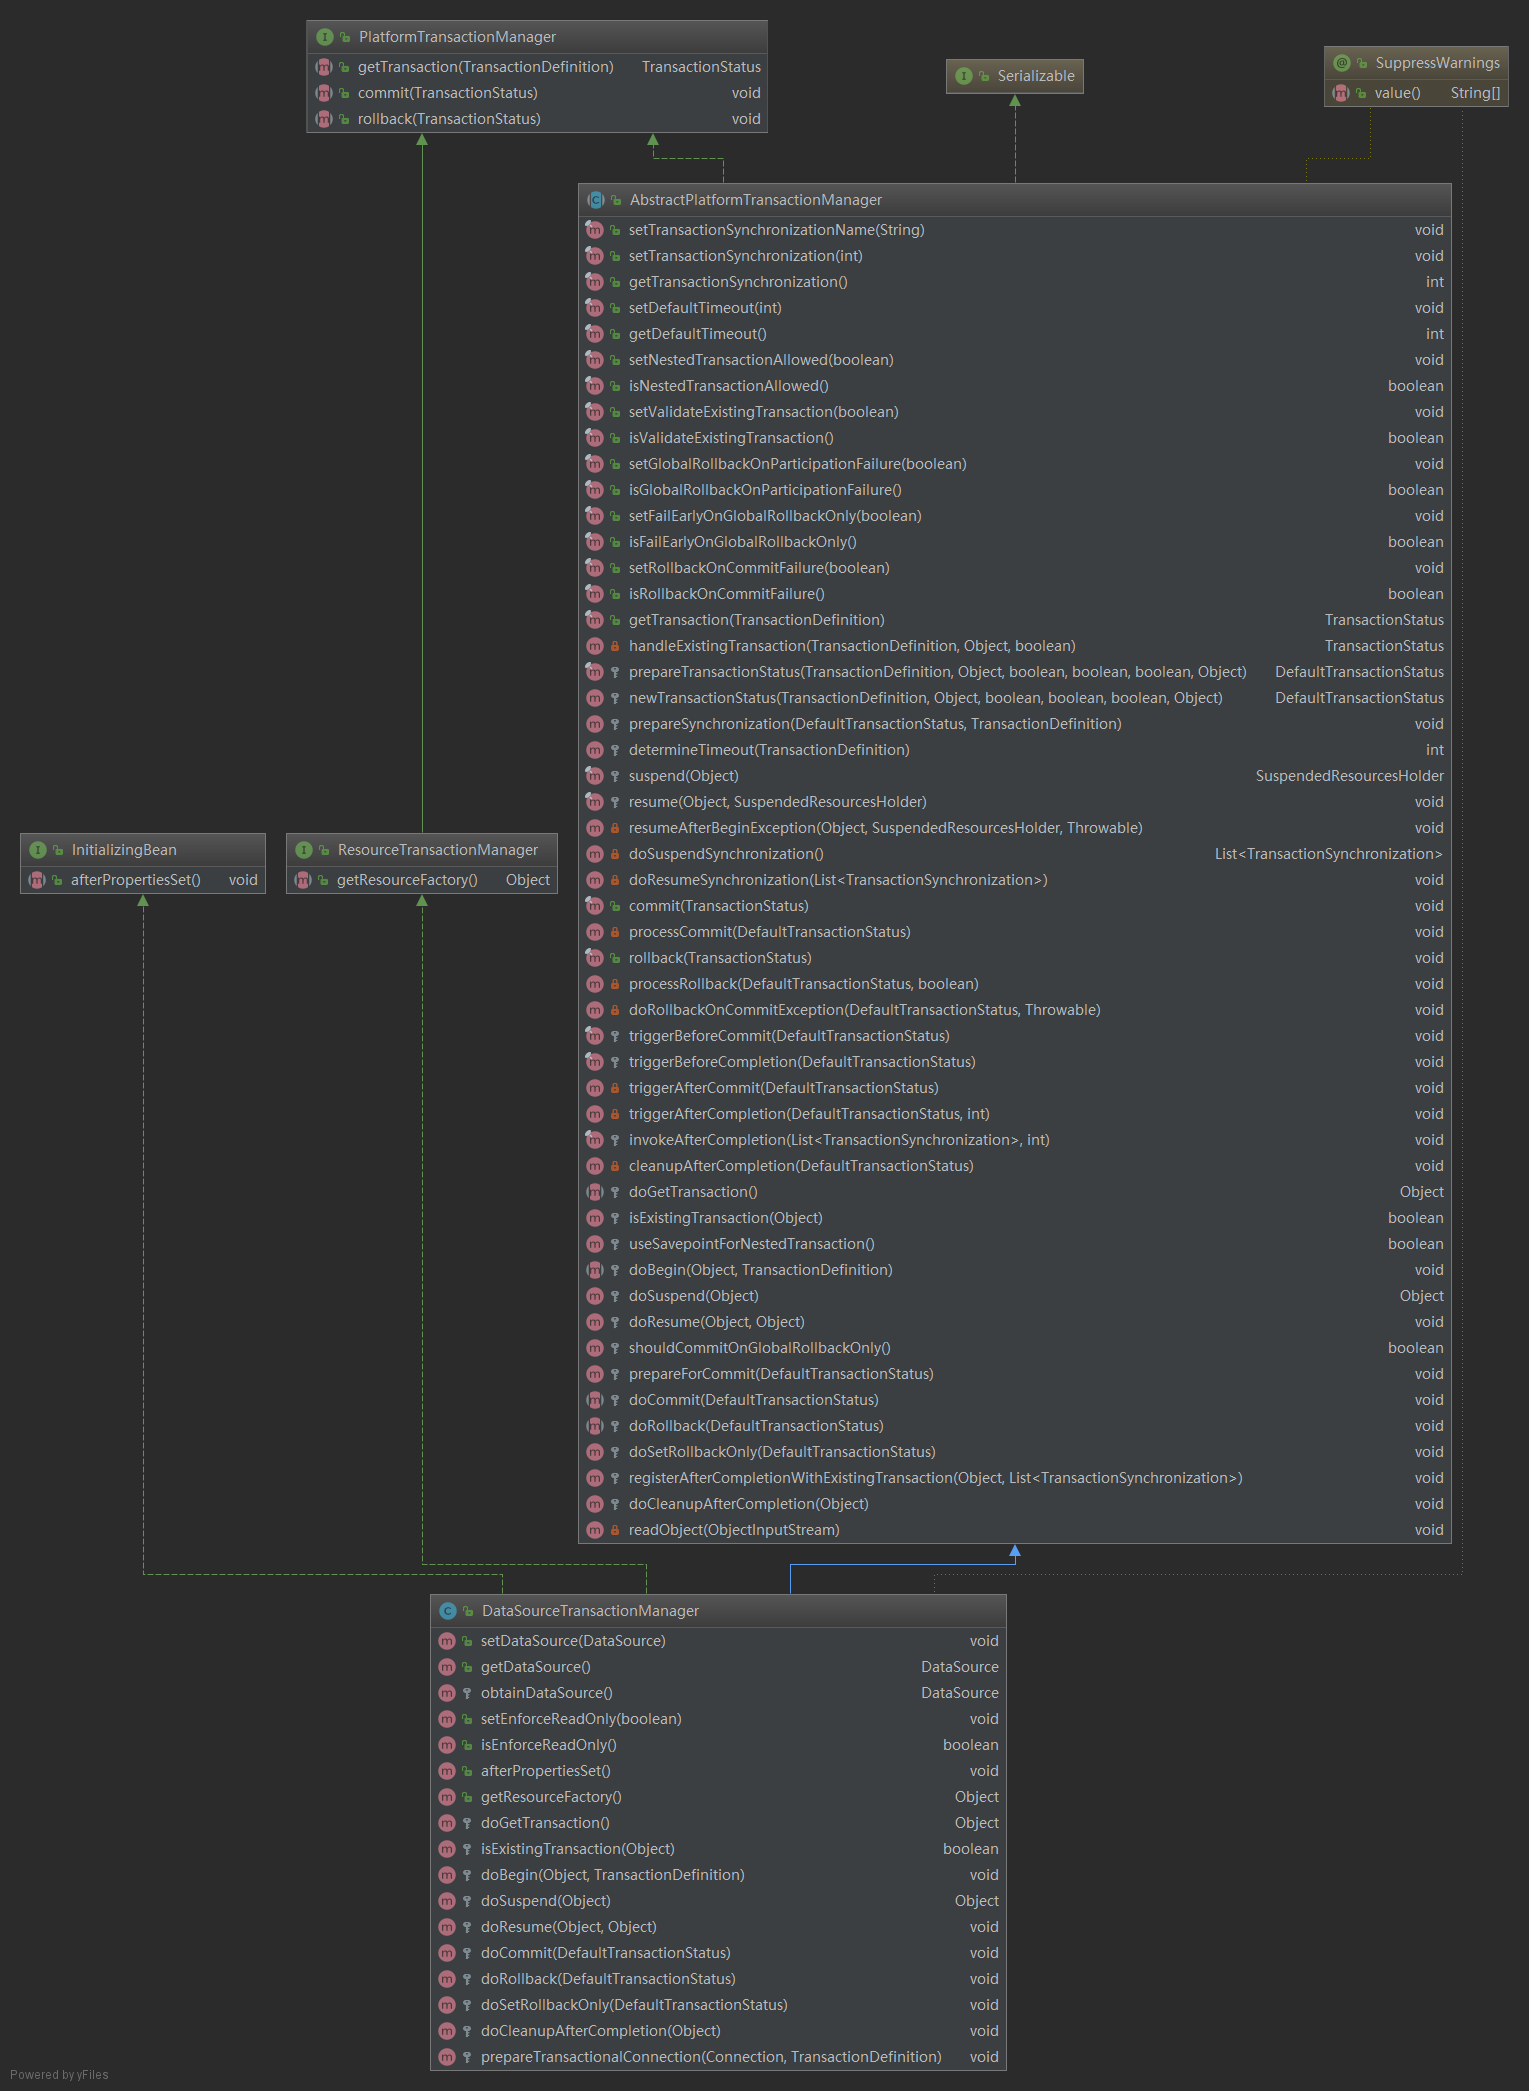 PlatformTransactionManager
getTransaction(TransactionDefinition) TransactionStatus
commit(TransactionStatus) void
rollback(TransactionStatus) void
Serializable
SuppressWarnings
value() String[]
AbstractPlatformTransactionManager
setTransactionSynchronizationName(String) void
setTransactionSynchronization(int) void
getTransactionSynchronization() int
setDefaultTimeout(int) void
getDefaultTimeout() int
setNestedTransactionAllowed(boolean) void
isNestedTransactionAllowed() boolean
setValidateExistingTransaction(boolean) void
isValidateExistingTransaction() boolean
setGlobalRollbackOnParticipationFailure(boolean) void
isGlobalRollbackOnParticipationFailure() boolean
setFailEarlyOnGlobalRollbackOnly(boolean) void
isFailEarlyOnGlobalRollbackOnly() boolean
setRollbackOnCommitFailure(boolean) void
isRollbackOnCommitFailure() boolean
getTransaction(TransactionDefinition) TransactionStatus
handleExistingTransaction(TransactionDefinition, Object, boolean) TransactionStatus
prepareTransactionStatus(TransactionDefinition, Object, boolean, boolean, boolean, Object) DefaultTransactionStatus
newTransactionStatus(TransactionDefinition, Object, boolean, boolean, boolean, Object) DefaultTransactionStatus
prepareSynchronization(DefaultTransactionStatus, TransactionDefinition) void
determineTimeout(TransactionDefinition) int
suspend(Object) SuspendedResourcesHolder
resume(Object, SuspendedResourcesHolder) void
resumeAfterBeginException(Object, SuspendedResourcesHolder, Throwable) void
doSuspendSynchronization() List<TransactionSynchronization>
doResumeSynchronization(List<TransactionSynchronization>) void
commit(TransactionStatus) void
processCommit(DefaultTransactionStatus) void
rollback(TransactionStatus) void
processRollback(DefaultTransactionStatus, boolean) void
doRollbackOnCommitException(DefaultTransactionStatus, Throwable) void
triggerBeforeCommit(DefaultTransactionStatus) void
triggerBeforeCompletion(DefaultTransactionStatus) void
triggerAfterCommit(DefaultTransactionStatus) void
triggerAfterCompletion(DefaultTransactionStatus, int) void
invokeAfterCompletion(List<TransactionSynchronization>, int) void
cleanupAfterCompletion(DefaultTransactionStatus) void
doGetTransaction() Object
isExistingTransaction(Object) boolean
useSavepointForNestedTransaction() boolean
doBegin(Object, TransactionDefinition) void
doSuspend(Object) Object
doResume(Object, Object) void
shouldCommitOnGlobalRollbackOnly() boolean
prepareForCommit(DefaultTransactionStatus) void
doCommit(DefaultTransactionStatus) void
doRollback(DefaultTransactionStatus) void
doSetRollbackOnly(DefaultTransactionStatus) void
registerAfterCompletionWithExistingTransaction(Object, List<TransactionSynchronization>) void
doCleanupAfterCompletion(Object) void
readObject(ObjectInputStream) void
InitializingBean
afterPropertiesSet() void
ResourceTransactionManager
getResourceFactory() Object
DataSourceTransactionManager
setDataSource(DataSource) void
getDataSource() DataSource
obtainDataSource() DataSource
setEnforceReadOnly(boolean) void
isEnforceReadOnly() boolean
afterPropertiesSet() void
getResourceFactory() Object
doGetTransaction() Object
isExistingTransaction(Object) boolean
doBegin(Object, TransactionDefinition) void
doSuspend(Object) Object
doResume(Object, Object) void
doCommit(DefaultTransactionStatus) void
doRollback(DefaultTransactionStatus) void
doSetRollbackOnly(DefaultTransactionStatus) void
doCleanupAfterCompletion(Object) void
prepareTransactionalConnection(Connection, TransactionDefinition) void
Powered by yFiles